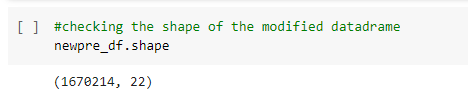 [ ] #checking the shape of the modified datadrame
newpre_df.shape
(1670214, 22)